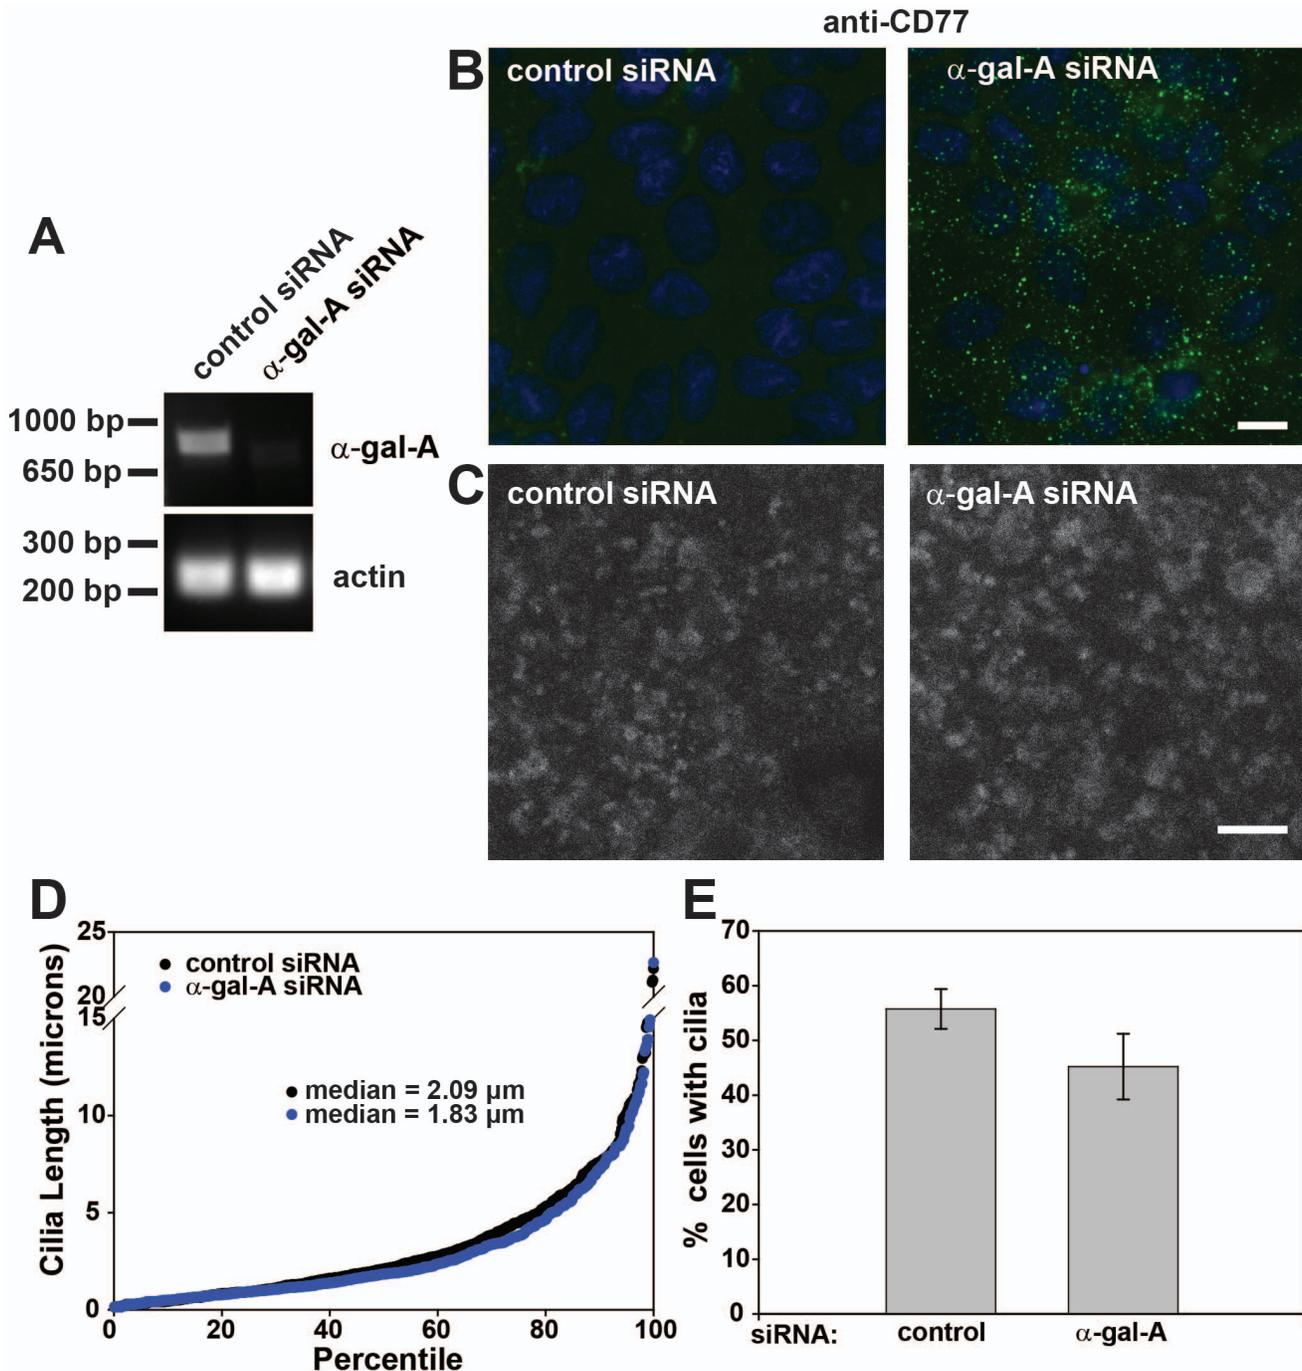 anti-CD77
B
control siRNA
α-gal-A siRNA
A
control siRNA
α-gal-A siRNA
1000 bp
650 bp
α-gal-A
300 bp
200 bp
actin
C
control siRNA
α-gal-A siRNA
D
Cilia Length (microns)
25
20
15
10
5
0
control siRNA
α-gal-A siRNA
median = 2.09 µm
median = 1.83 µm
0 20 40 60 80 100
Percentile
E
% cells with cilia
70
60
50
40
30
20
10
0
siRNA: control α-gal-A